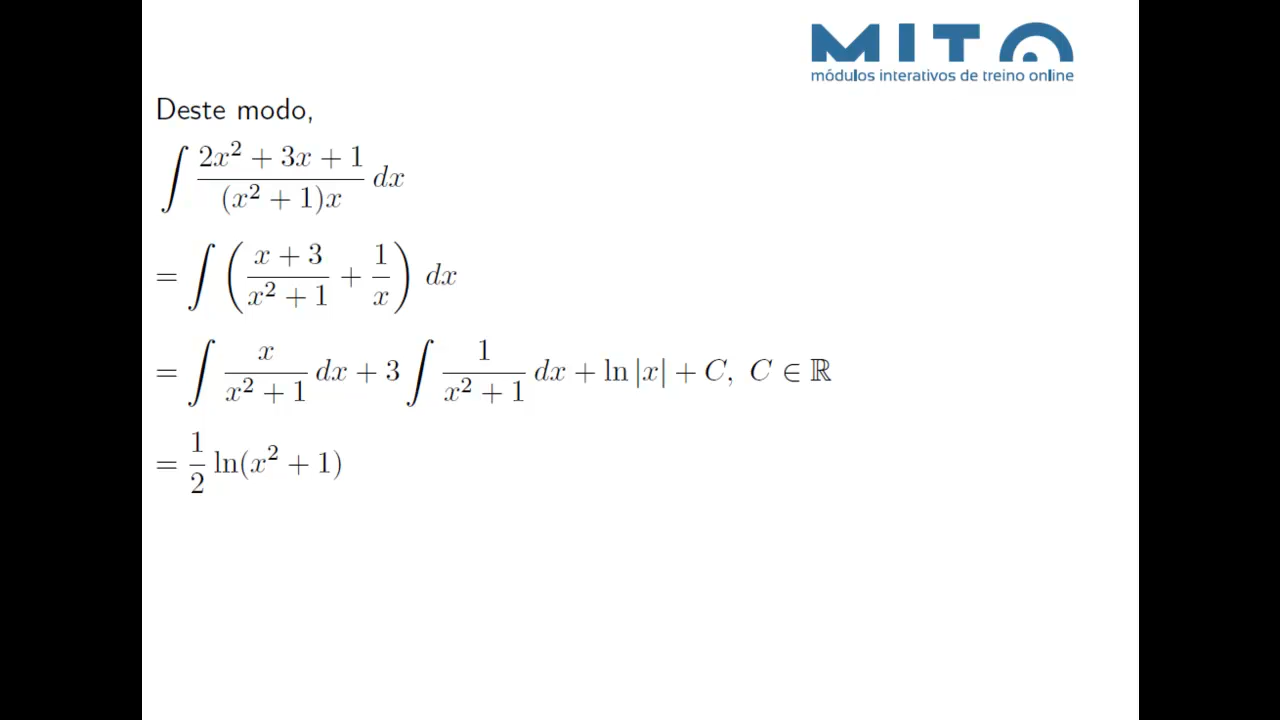 MITO
módulos interativos de treino online
Deste modo,
∫ (2x² + 3x + 1)/((x² + 1)x) dx
= ∫ ((x + 3)/(x² + 1) + 1/x) dx
= ∫ x/(x² + 1) dx + 3 ∫ 1/(x² + 1) dx + ln |x| + C, C ∈ ℝ
= 1/2 ln(x² + 1)